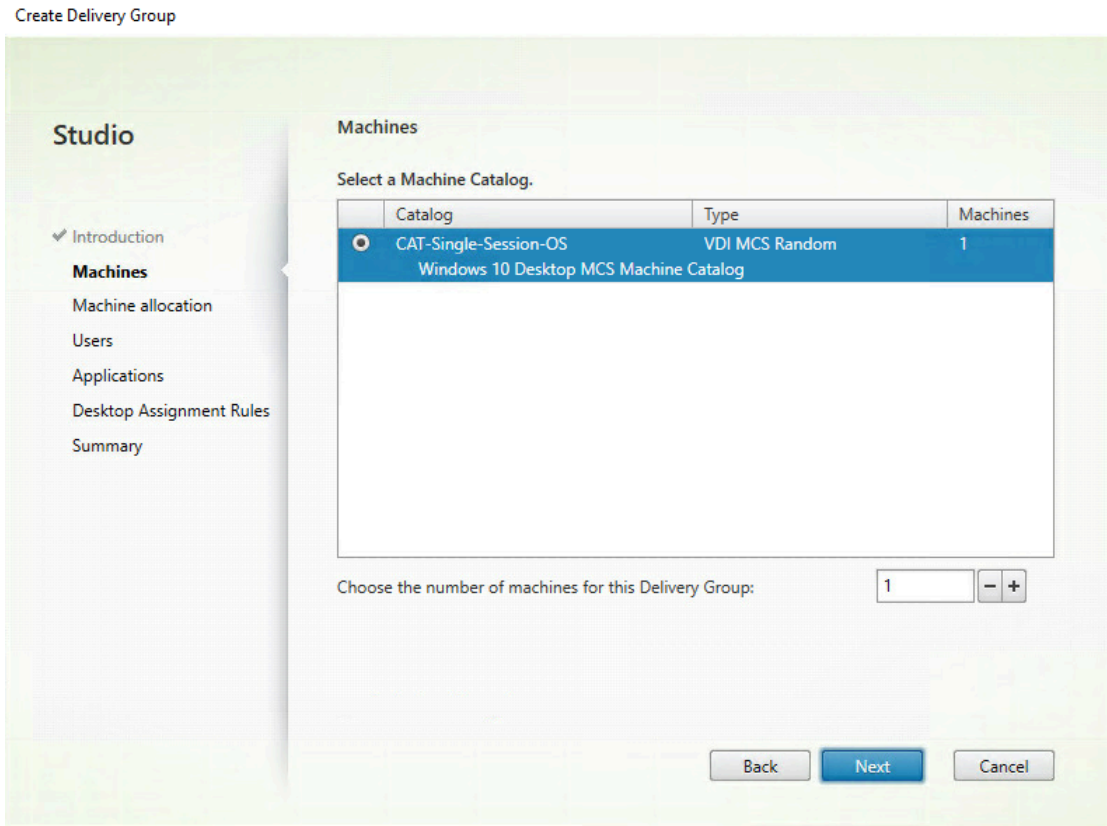 Create Delivery Group
Studio
Introduction
Machines
Machine allocation
Users
Applications
Desktop Assignment Rules
Summary
Machines
Select a Machine Catalog.
Catalog Type Machines
CAT-Single-Session-OS VDI MCS Random 1
Windows 10 Desktop MCS Machine Catalog
Choose the number of machines for this Delivery Group: 1 − +
Back Next Cancel